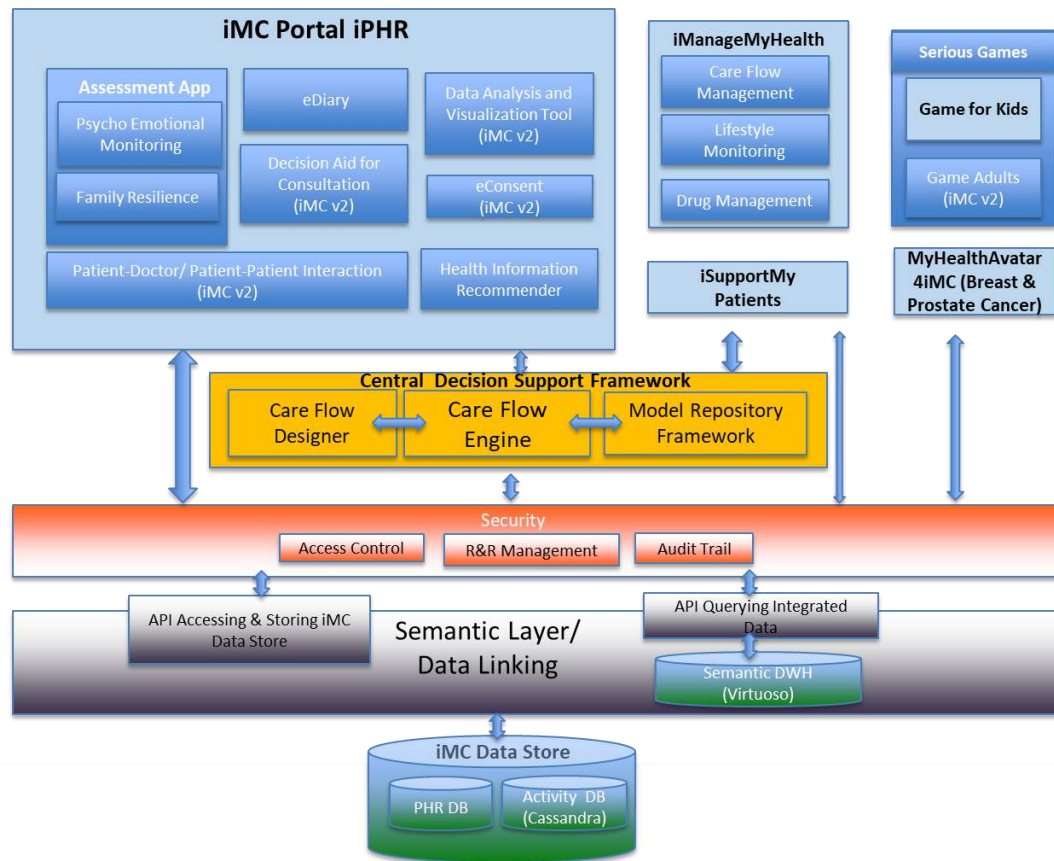 iMC Portal iPHR
Assessment App
Psycho Emotional
Monitoring
Family Resilience
eDiary
Decision Aid for
Consultation
(iMC v2)
Data Analysis and
Visualization Tool
(iMC v2)
eConsent
(iMC v2)
Patient-Doctor/ Patient-Patient Interaction
(iMC v2)
Health Information
Recommender
iManageMyHealth
Care Flow
Management
Lifestyle
Monitoring
Drug Management
iSupportMy
Patients
Serious Games
Game for Kids
Game Adults
(iMC v2)
MyHealthAvatar
4iMC (Breast &
Prostate Cancer)
Central Decision Support Framework
Care Flow
Designer
Care Flow
Engine
Model Repository
Framework
Security
Access Control
R&R Management
Audit Trail
API Accessing & Storing iMC
Data Store
Semantic Layer/
Data Linking
API Querying Integrated
Data
Semantic DWH
(Virtuoso)
iMC Data Store
PHR DB
Activity DB
(Cassandra)